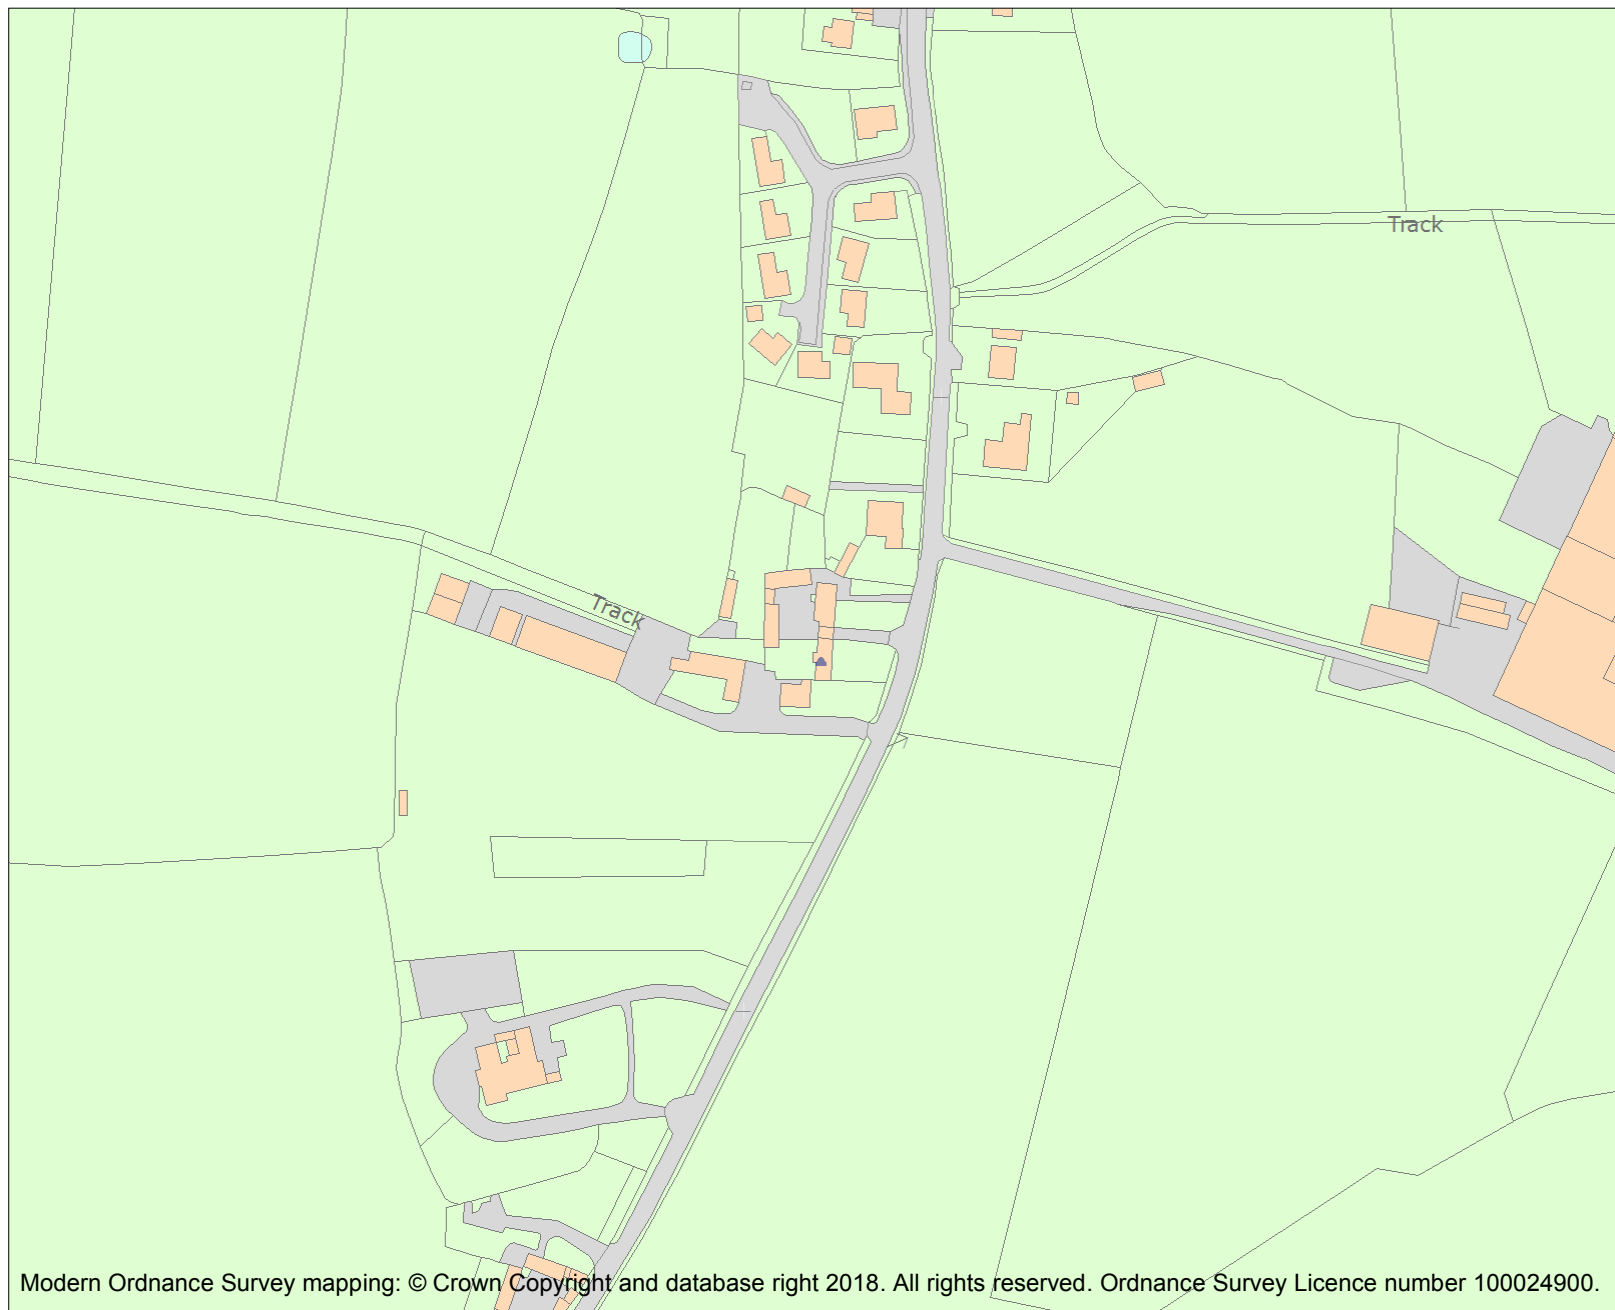 Track
Track
Modern Ordnance Survey mapping: © Crown Copyright and database right 2018. All rights reserved. Ordnance Survey Licence number 100024900.